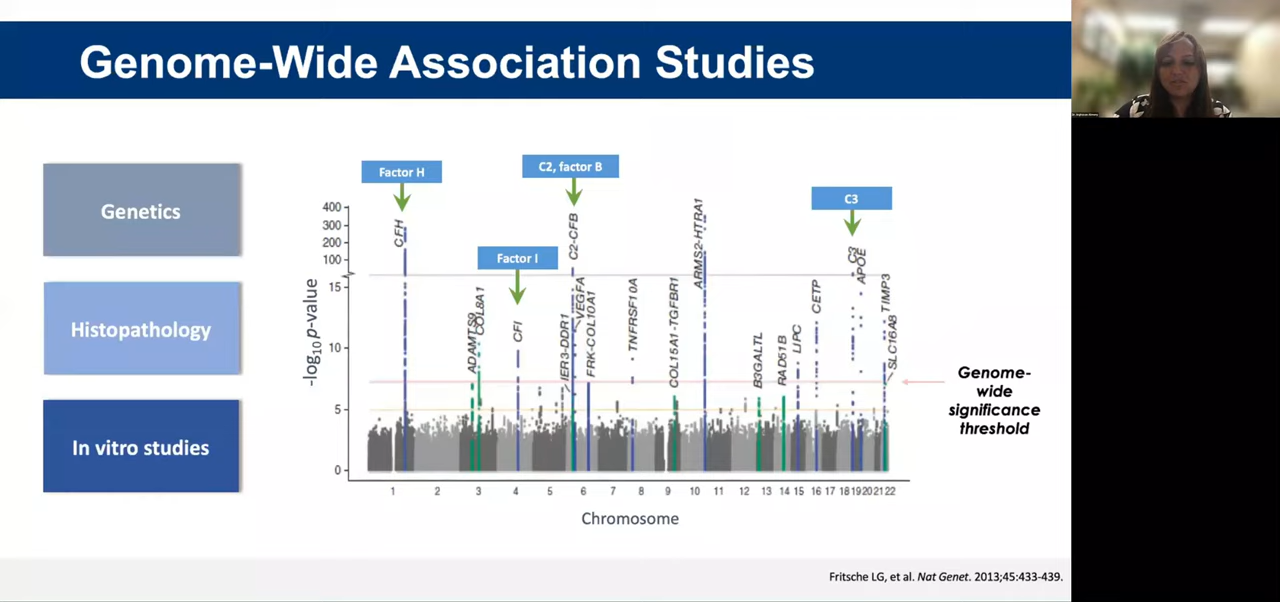 Genome-Wide Association Studies
Genetics
Histopathology
In vitro studies
Factor H
C2, factor B
C3
Factor I
-log10 p-value
400
300
200
100
15
10
5
0
CFH
ADAMTS9
COL8A1
CFI
IER3-DDR1
C2-CFB
VEGFA
FRK-COL10A1
TNFRSF10A
COL15A1-TGFBR1
ARMS2-HTRA1
B3GALTL
RAD51B
LIPC
CETP
C3
APOE
TIMP3
SLC16A8
1 2 3 4 5 6 7 8 9 10 11 12 13 14 15 16 17 18 19 20 21 22
Chromosome
Genome-
wide
significance
threshold
Fritsche LG, et al. Nat Genet. 2013;45:433-439.